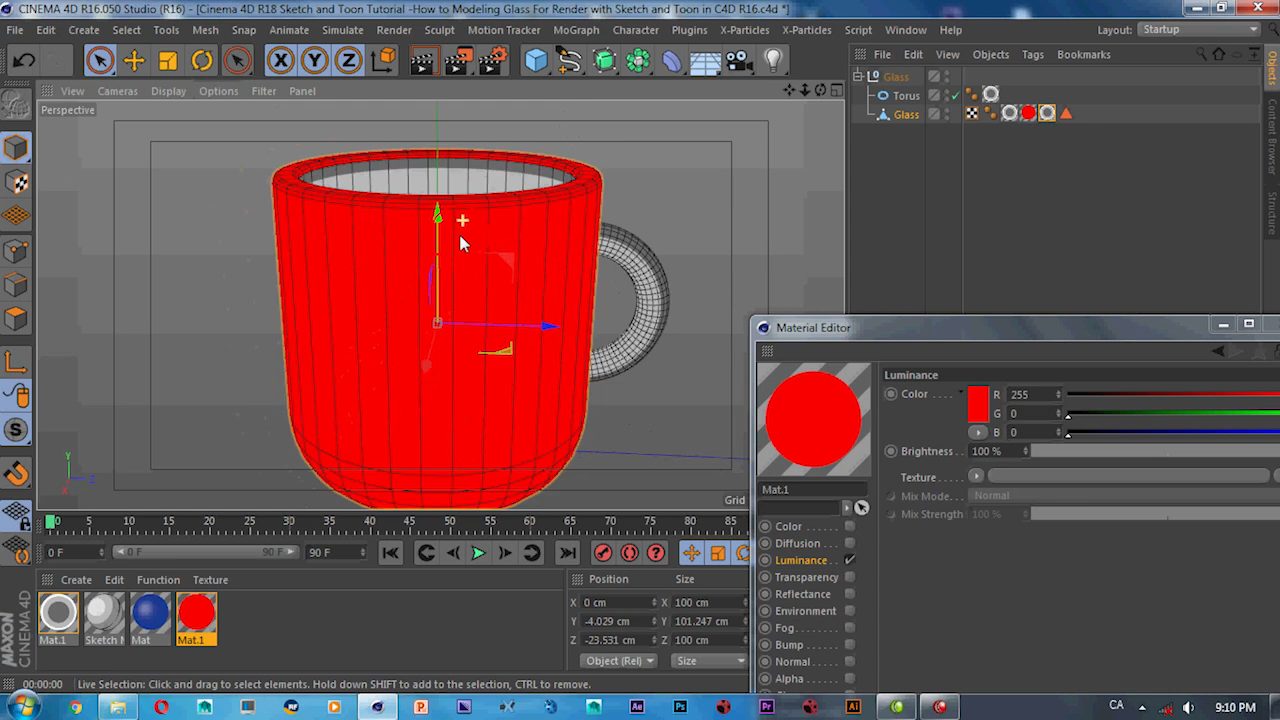 CINEMA 4D R16.050 Studio (R16) - [Cinema 4D R18 Sketch and Toon Tutorial -How to Modeling Glass For Render with Sketch and Toon in C4D R16.c4d *]
File Edit Create Select Tools Mesh Snap Animate Simulate Render Sculpt Motion Tracker MoGraph Character Plugins X-Particles X-Particles Script Window Help Layout: Startup
X Y Z
File Edit View Objects Tags Bookmarks
View Cameras Display Options Filter Panel
Perspective
Glass
Torus
Glass
Objects
Content Browser
Structure
Material Editor
Luminance
Color R 255
G 0
B 0
Brightness 100 %
Texture
Mix Mode Normal
Mix Strength 100 %
Mat.1
Color
Diffusion
Luminance
Transparency
Reflectance
Environment
Fog
Bump
Normal
Alpha
Y
Z
X
Grid
0 5 10 15 20 25 30 35 40 45 50 55 60 65 70 75 80 85
0 F 0 F 90 F 90 F
Create Edit Function Texture
Mat.1 Sketch M Mat Mat.1
Position Size
X 0 cm X 100 cm
Y -4.029 cm Y 101.247 cm
Z -23.531 cm Z 100 cm
Object (Rel) Size
MAXON
CINEMA 4D
00:00:00 Live Selection: Click and drag to select elements. Hold down SHIFT to add to the selection, CTRL to remove.
P Ae Ps Pr Ai CA 9:10 PM